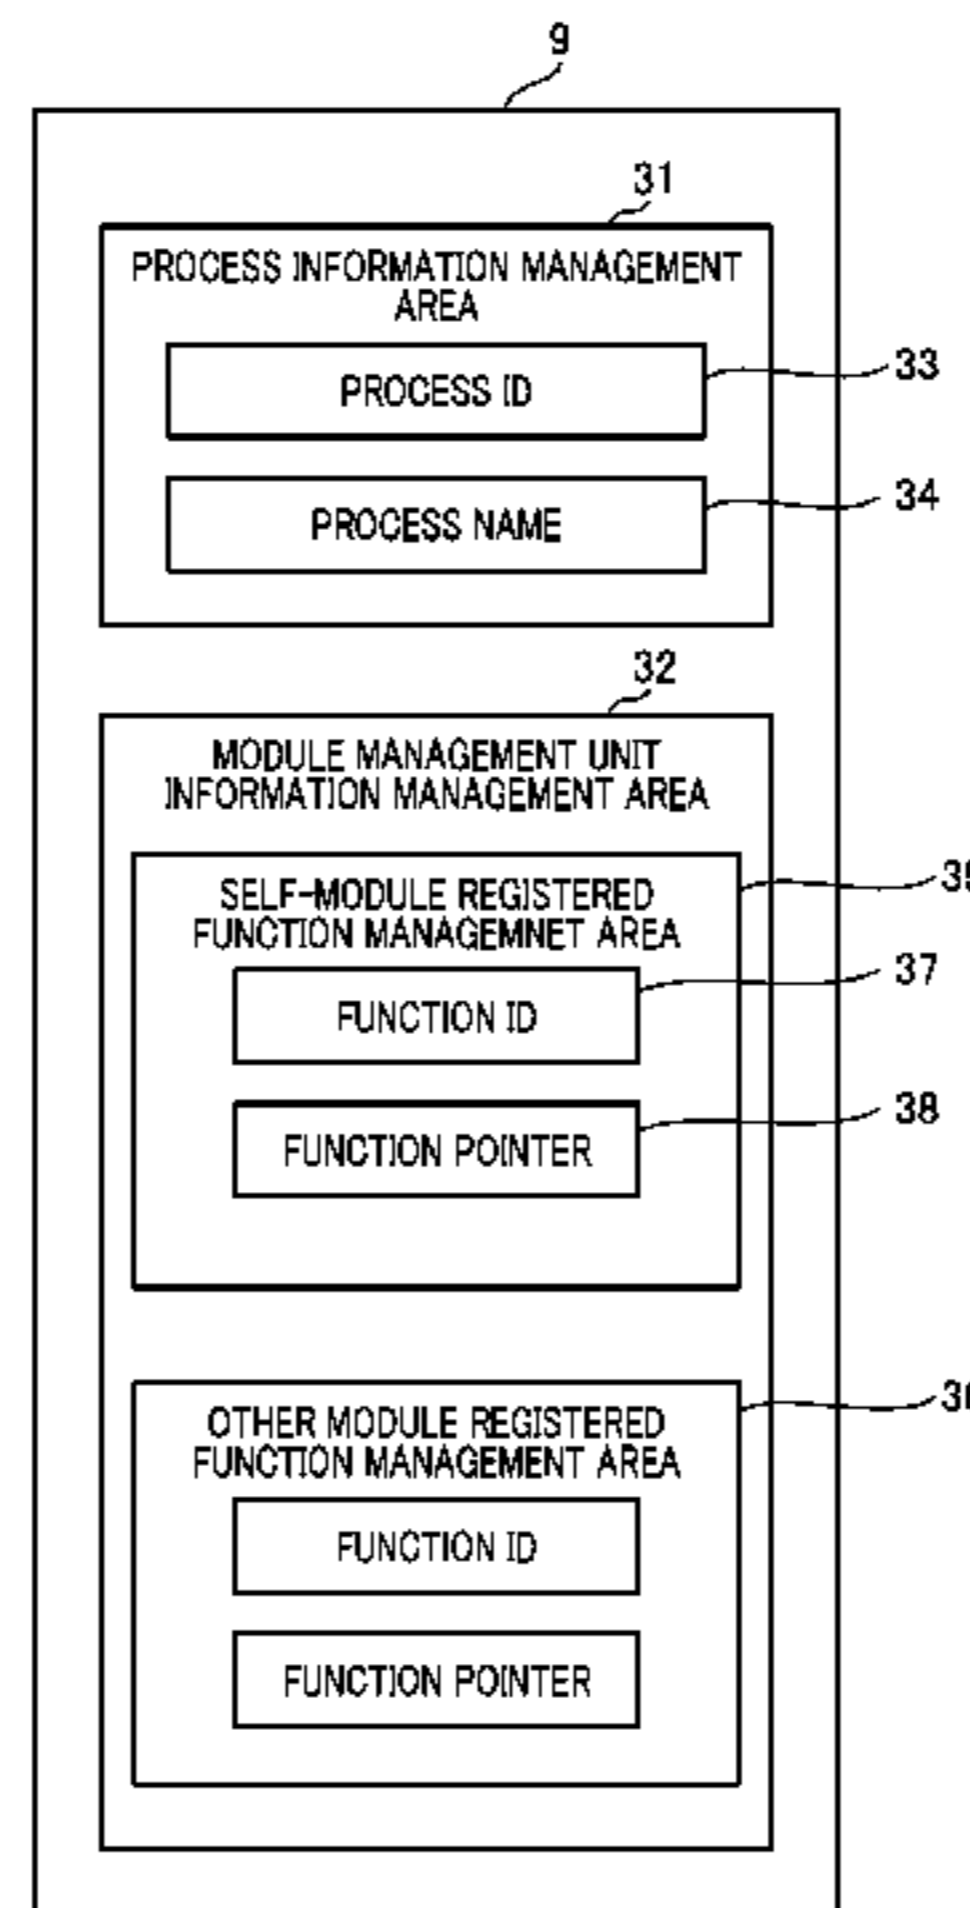 9
31
PROCESS INFORMATION MANAGEMENT
AREA
PROCESS ID
33
PROCESS NAME
34
32
MODULE MANAGEMENT UNIT
INFORMATION MANAGEMENT AREA
SELF-MODULE REGISTERED
FUNCTION MANAGEMNET AREA
FUNCTION ID
37
FUNCTION POINTER
38
OTHER MODULE REGISTERED
FUNCTION MANAGEMENT AREA
FUNCTION ID
FUNCTION POINTER